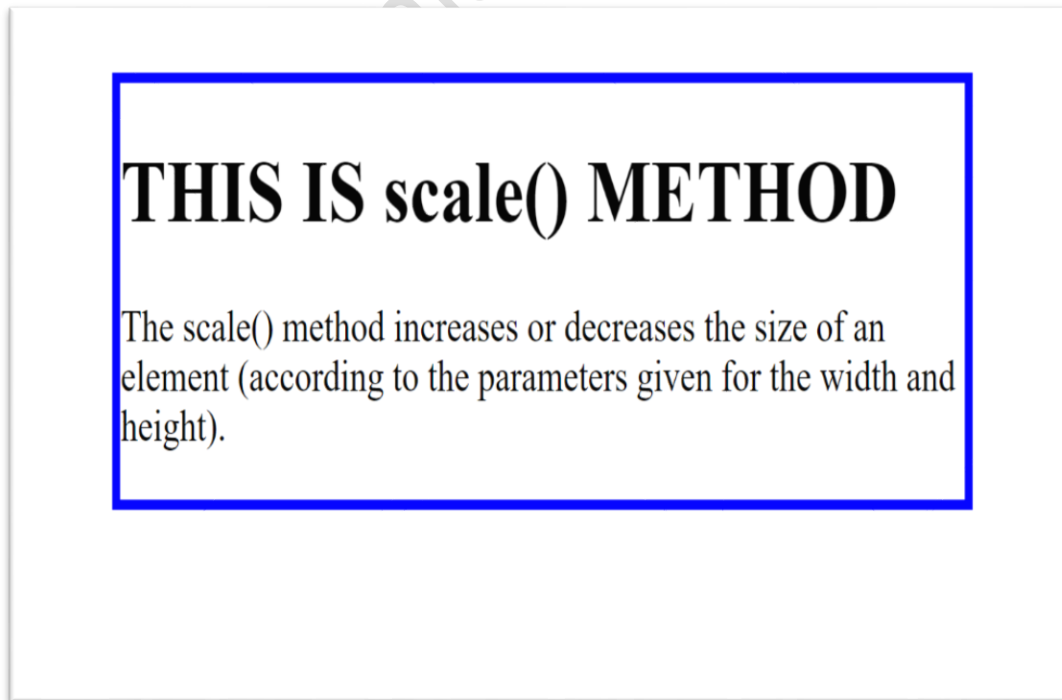 THIS IS scale() METHOD
The scale() method increases or decreases the size of an
element (according to the parameters given for the width and
height).